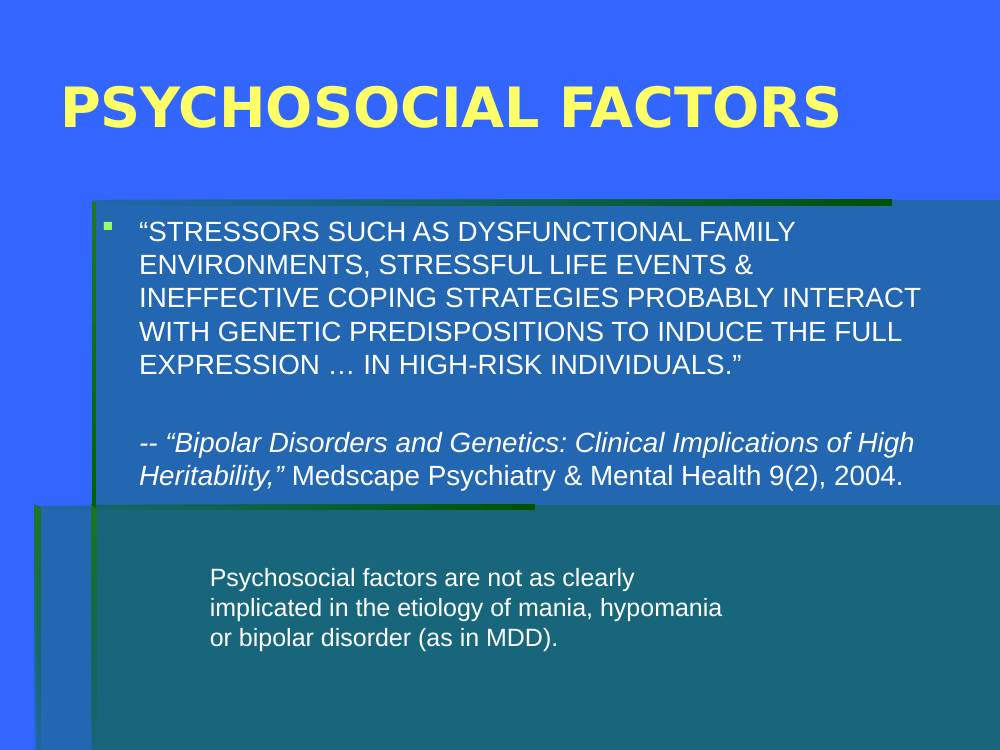 PSYCHOSOCIAL FACTORS
“STRESSORS SUCH AS DYSFUNCTIONAL FAMILY
ENVIRONMENTS, STRESSFUL LIFE EVENTS &
INEFFECTIVE COPING STRATEGIES PROBABLY INTERACT
WITH GENETIC PREDISPOSITIONS TO INDUCE THE FULL
EXPRESSION … IN HIGH-RISK INDIVIDUALS.”
-- “Bipolar Disorders and Genetics: Clinical Implications of High
Heritability,” Medscape Psychiatry & Mental Health 9(2), 2004.
Psychosocial factors are not as clearly
implicated in the etiology of mania, hypomania
or bipolar disorder (as in MDD).